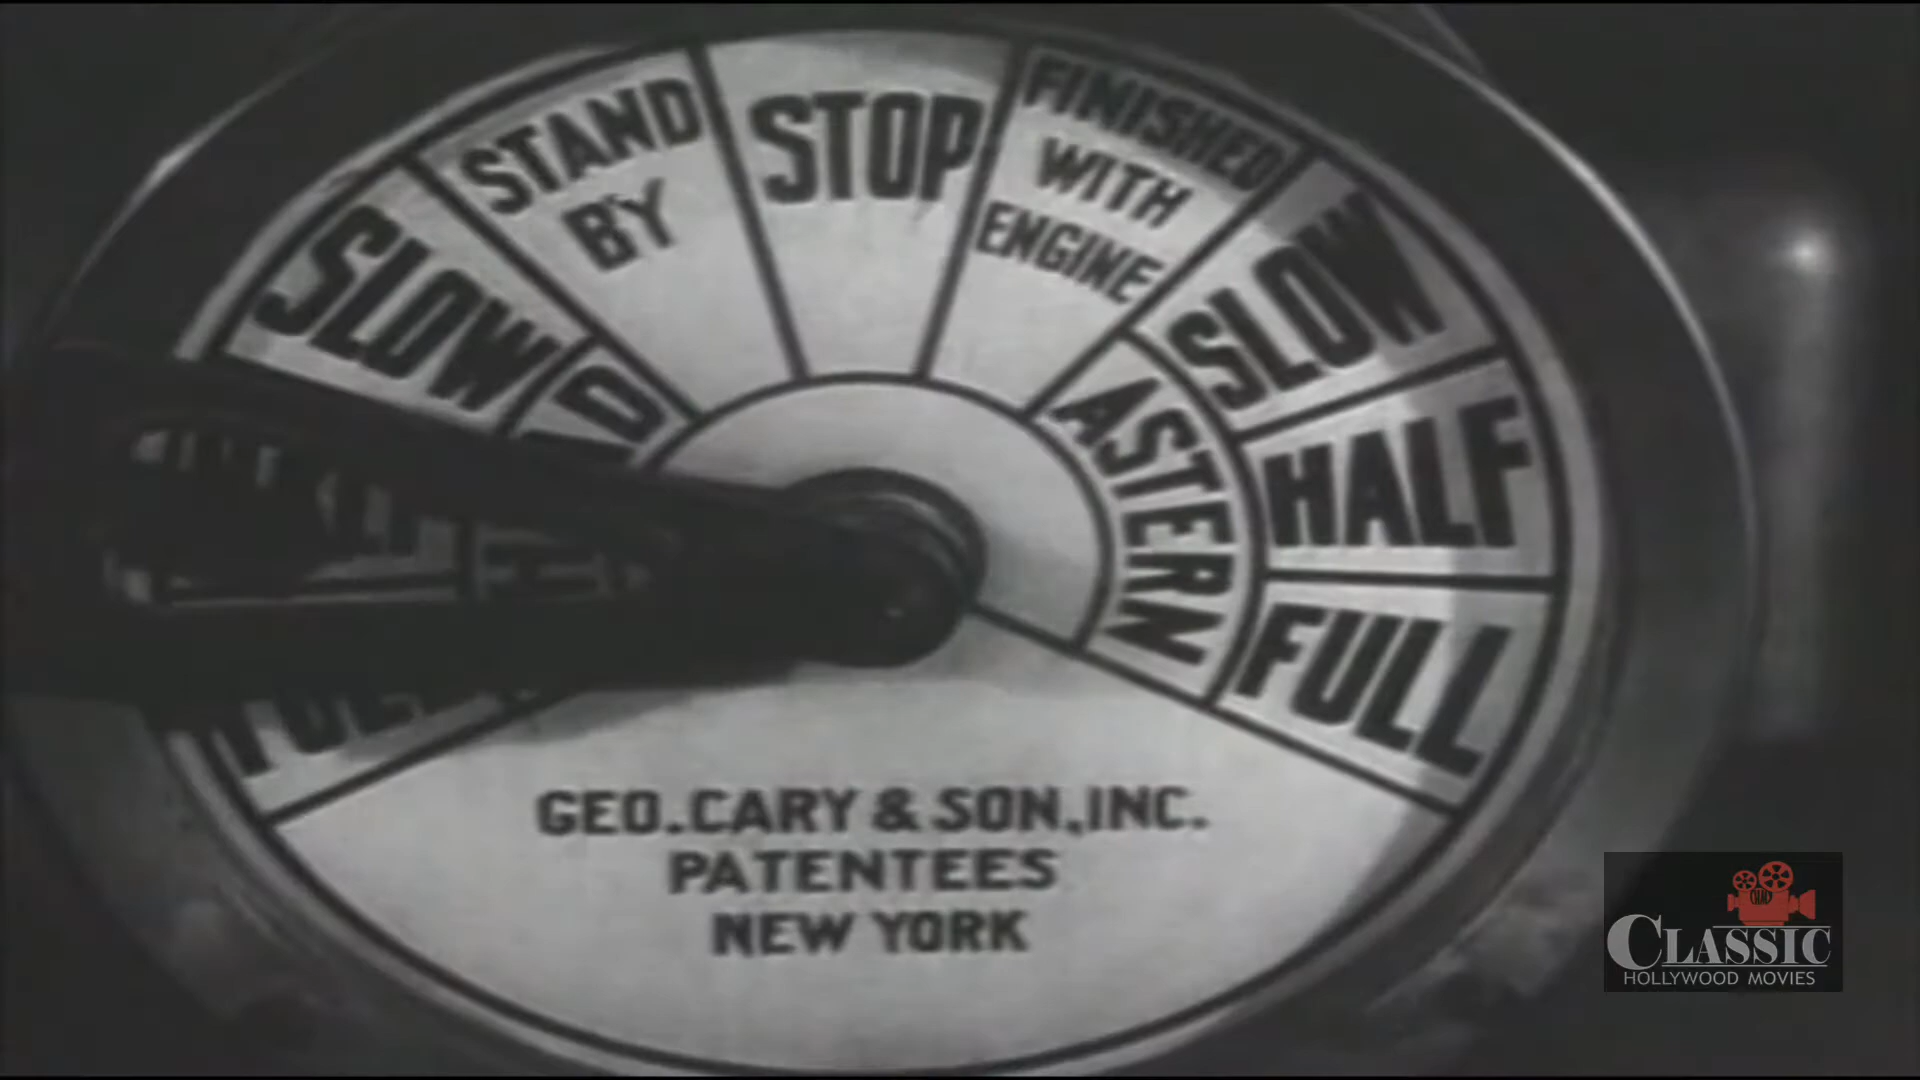 SLOW
STAND
BY
STOP
FINISHED
WITH
ENGINE
SLOW
HALF
FULL
ASTERN
GEO. CARY & SON, INC.
PATENTEES
NEW YORK
CLASSIC
HOLLYWOOD MOVIES